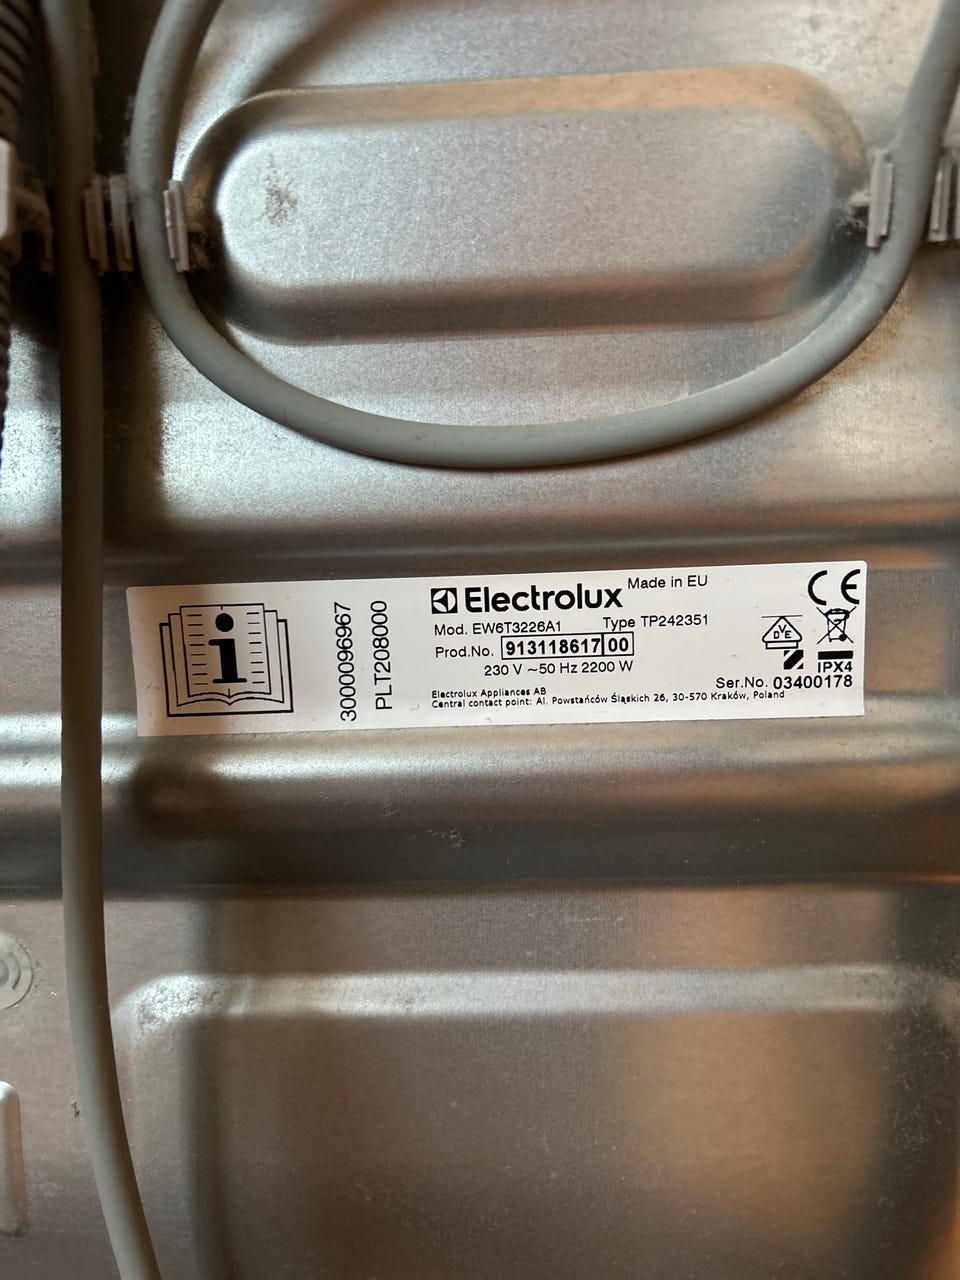 3000096967
PLT208000
Electrolux Made in EU
Mod. EW6T3226A1 Type TP242351
Prod.No. 913118617 00
230 V ~50 Hz 2200 W
Electrolux Appliances AB
Central contact point: Al. Powstańców Śląskich 26, 30-570 Kraków, Poland
CE
DVE
IPX4
Ser.No. 03400178